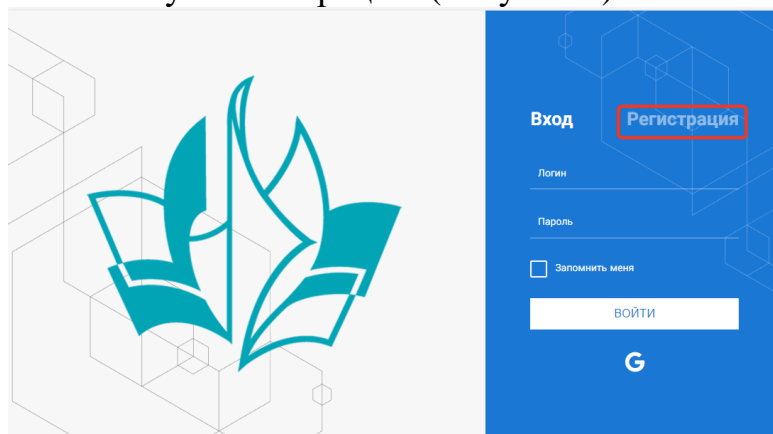 Вход Регистрация
Логин
Пароль
Запомнить меня
ВОЙТИ
G